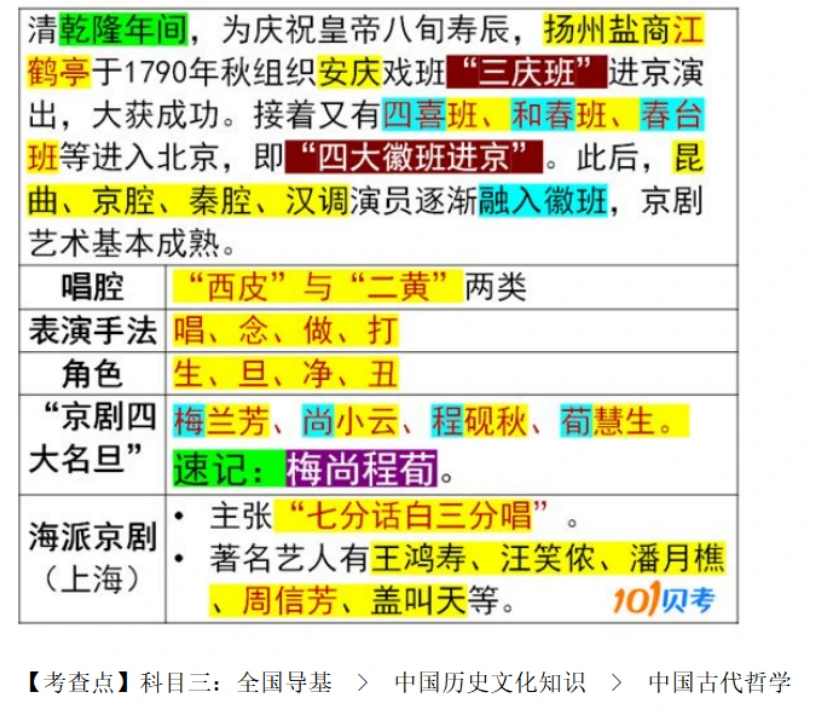 清乾隆年间，为庆祝皇帝八旬寿辰，扬州盐商江
鹤亭于1790年秋组织安庆戏班“三庆班”进京演
出，大获成功。接着又有四喜班、和春班、春台
班等进入北京，即“四大徽班进京”。此后，昆
曲、京腔、秦腔、汉调演员逐渐融入徽班，京剧
艺术基本成熟。
唱腔 “西皮”与“二黄”两类
表演手法 唱、念、做、打
角色 生、旦、净、丑
“京剧四
大名旦”
梅兰芳、尚小云、程砚秋、荀慧生。
速记：梅尚程荀。
海派京剧
（上海）
• 主张“七分话白三分唱”。
• 著名艺人有王鸿寿、汪笑侬、潘月樵
、周信芳、盖叫天等。
101贝考
【考查点】科目三：全国导基 > 中国历史文化知识 > 中国古代哲学